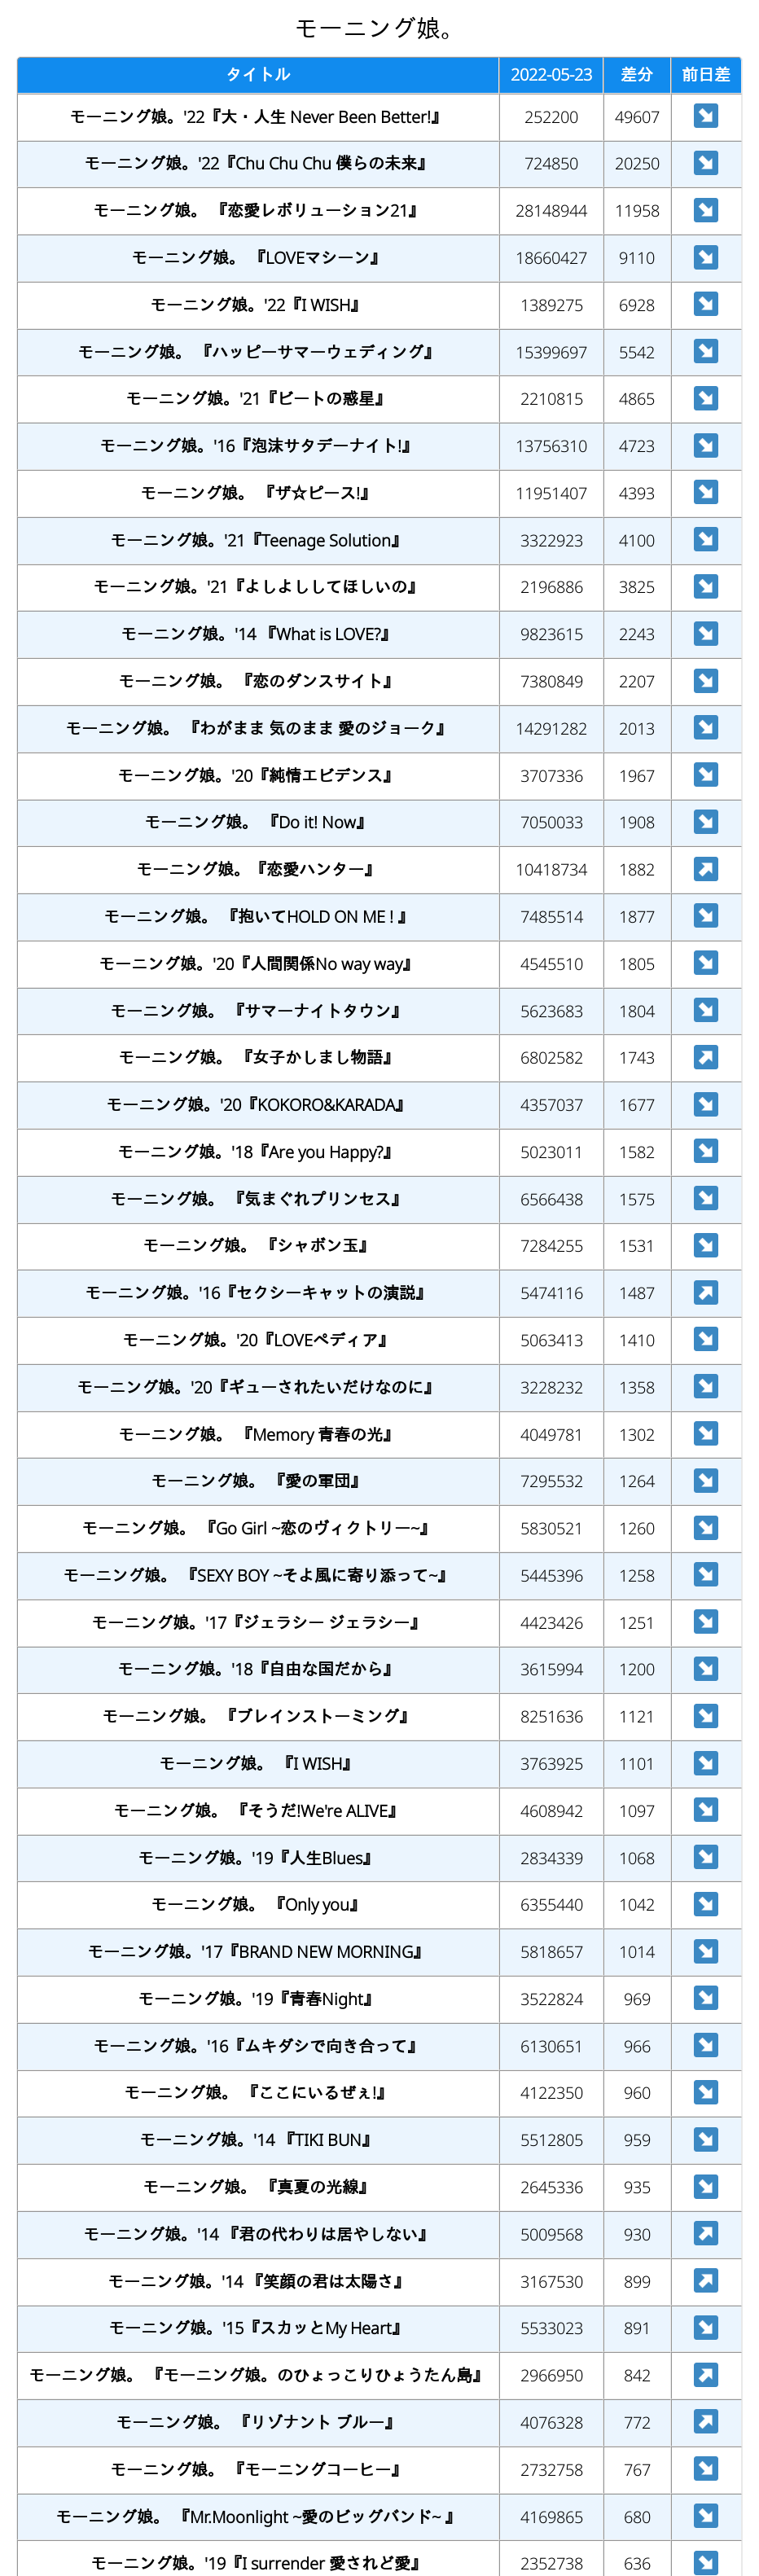 モーニング娘。
タイトル 2022-05-23 差分 前日差
モーニング娘。'22『大・人生 Never Been Better!』 252200 49607 ↘
モーニング娘。'22『Chu Chu Chu 僕らの未来』 724850 20250 ↘
モーニング娘。 『恋愛レボリューション21』 28148944 11958 ↘
モーニング娘。 『LOVEマシーン』 18660427 9110 ↘
モーニング娘。'22『I WISH』 1389275 6928 ↘
モーニング娘。 『ハッピーサマーウェディング』 15399697 5542 ↘
モーニング娘。'21『ビートの惑星』 2210815 4865 ↘
モーニング娘。'16『泡沫サタデーナイト!』 13756310 4723 ↘
モーニング娘。 『ザ☆ピース!』 11951407 4393 ↘
モーニング娘。'21『Teenage Solution』 3322923 4100 ↘
モーニング娘。'21『よしよししてほしいの』 2196886 3825 ↘
モーニング娘。'14 『What is LOVE?』 9823615 2243 ↘
モーニング娘。 『恋のダンスサイト』 7380849 2207 ↘
モーニング娘。 『わがまま 気のまま 愛のジョーク』 14291282 2013 ↘
モーニング娘。'20『純情エビデンス』 3707336 1967 ↘
モーニング娘。 『Do it! Now』 7050033 1908 ↘
モーニング娘。『恋愛ハンター』 10418734 1882 ↗
モーニング娘。 『抱いてHOLD ON ME ! 』 7485514 1877 ↘
モーニング娘。'20『人間関係No way way』 4545510 1805 ↘
モーニング娘。 『サマーナイトタウン』 5623683 1804 ↘
モーニング娘。 『女子かしまし物語』 6802582 1743 ↗
モーニング娘。'20『KOKORO&KARADA』 4357037 1677 ↘
モーニング娘。'18『Are you Happy?』 5023011 1582 ↘
モーニング娘。 『気まぐれプリンセス』 6566438 1575 ↘
モーニング娘。 『シャボン玉』 7284255 1531 ↘
モーニング娘。'16『セクシーキャットの演説』 5474116 1487 ↗
モーニング娘。'20『LOVEペディア』 5063413 1410 ↘
モーニング娘。'20『ギューされたいだけなのに』 3228232 1358 ↘
モーニング娘。 『Memory 青春の光』 4049781 1302 ↘
モーニング娘。 『愛の軍団』 7295532 1264 ↘
モーニング娘。 『Go Girl ~恋のヴィクトリー~』 5830521 1260 ↘
モーニング娘。 『SEXY BOY ~そよ風に寄り添って~』 5445396 1258 ↘
モーニング娘。'17『ジェラシー ジェラシー』 4423426 1251 ↘
モーニング娘。'18『自由な国だから』 3615994 1200 ↘
モーニング娘。 『ブレインストーミング』 8251636 1121 ↘
モーニング娘。 『I WISH』 3763925 1101 ↘
モーニング娘。 『そうだ!We're ALIVE』 4608942 1097 ↘
モーニング娘。'19『人生Blues』 2834339 1068 ↘
モーニング娘。 『Only you』 6355440 1042 ↘
モーニング娘。'17『BRAND NEW MORNING』 5818657 1014 ↘
モーニング娘。'19『青春Night』 3522824 969 ↘
モーニング娘。'16『ムキダシで向き合って』 6130651 966 ↘
モーニング娘。 『ここにいるぜぇ!』 4122350 960 ↘
モーニング娘。'14 『TIKI BUN』 5512805 959 ↘
モーニング娘。 『真夏の光線』 2645336 935 ↘
モーニング娘。'14 『君の代わりは居やしない』 5009568 930 ↗
モーニング娘。'14 『笑顔の君は太陽さ』 3167530 899 ↗
モーニング娘。'15『スカッとMy Heart』 5533023 891 ↘
モーニング娘。 『モーニング娘。のひょっこりひょうたん島』 2966950 842 ↗
モーニング娘。 『リゾナント ブルー』 4076328 772 ↗
モーニング娘。 『モーニングコーヒー』 2732758 767 ↘
モーニング娘。 『Mr.Moonlight ~愛のビッグバンド~ 』 4169865 680 ↘
モーニング娘。'19『I surrender 愛されど愛』 2352738 636 ↘